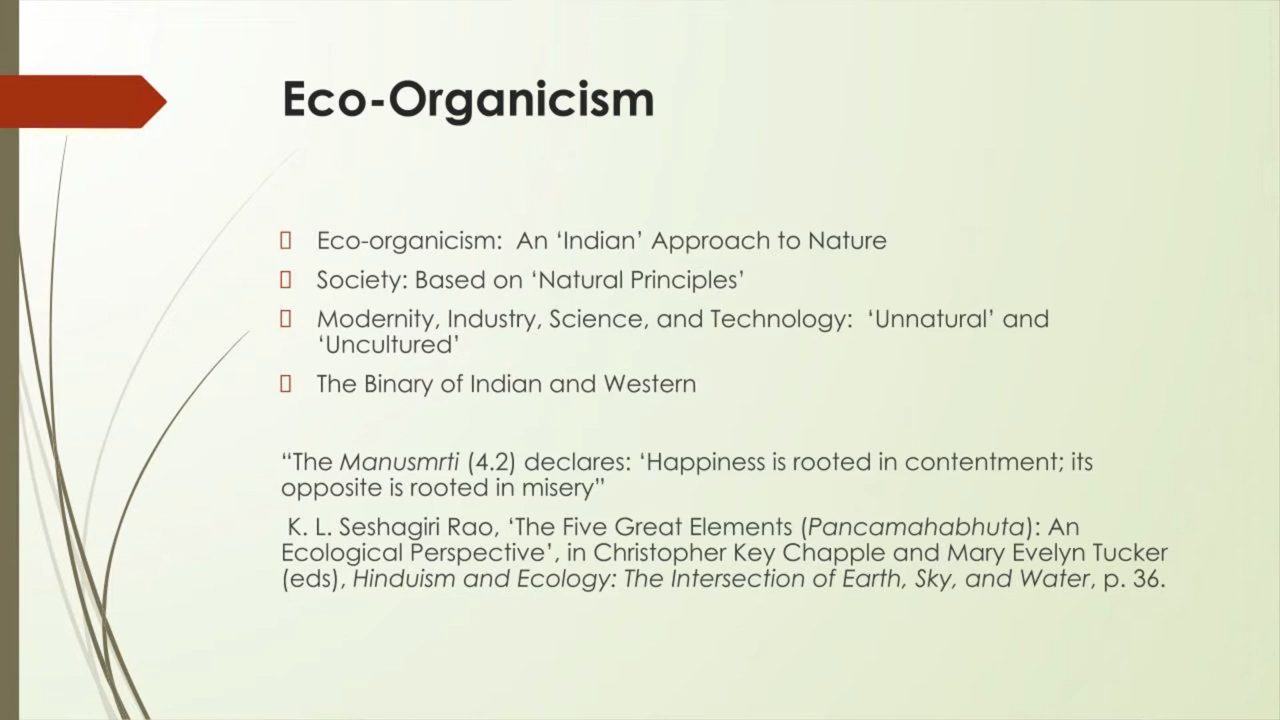 Eco-Organicism
Eco-organicism:  An ‘Indian’ Approach to Nature
Society: Based on ‘Natural Principles’
Modernity, Industry, Science, and Technology:  ‘Unnatural’ and
‘Uncultured’
The Binary of Indian and Western
“The Manusmrti (4.2) declares: ‘Happiness is rooted in contentment; its
opposite is rooted in misery”
K. L. Seshagiri Rao, ‘The Five Great Elements (Pancamahabhuta): An
Ecological Perspective’, in Christopher Key Chapple and Mary Evelyn Tucker
(eds), Hinduism and Ecology: The Intersection of Earth, Sky, and Water, p. 36.